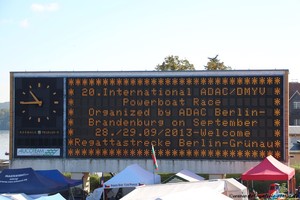 20.International ADAC/DMYV
Powerboat Race
Organized by ADAC Berlin-
Brandenburg on September
28./29.09/2013-Welcome
Regattastrecke Berlin-Grünau